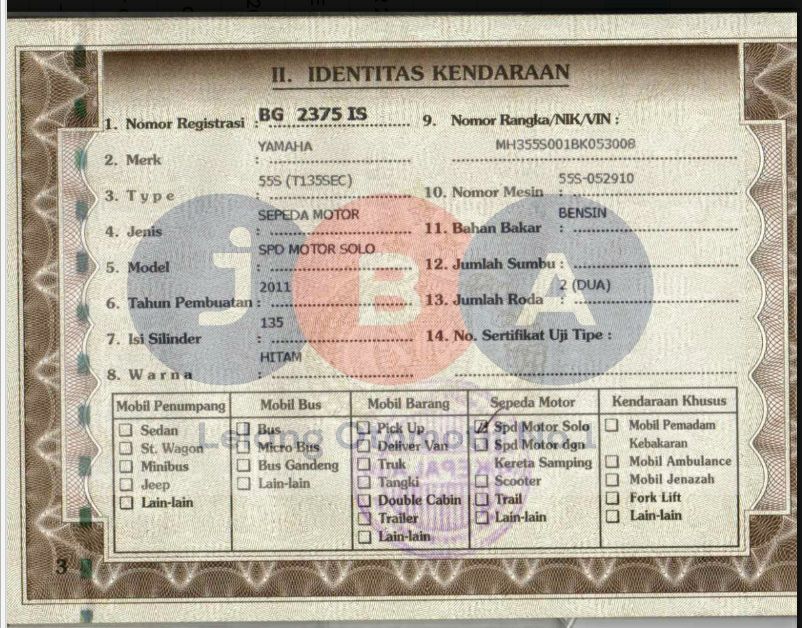 II. IDENTITAS KENDARAAN
1. Nomor Registrasi : BG 2375 IS
2. Merk : YAMAHA
3. Type : 55S (T135SEC)
4. Jenis : SEPEDA MOTOR
5. Model : SPD MOTOR SOLO
6. Tahun Pembuatan : 2011
7. Isi Silinder : 135
8. Warna : HITAM
9. Nomor Rangka/NIK/VIN :
MH355S001BK053008
10. Nomor Mesin : 55S-052910
11. Bahan Bakar : BENSIN
12. Jumlah Sumbu :
13. Jumlah Roda : 2 (DUA)
14. No. Sertifikat Uji Tipe :
jBA
Mobil Penumpang
Sedan
St. Wagon
Minibus
Jeep
Lain-lain
Mobil Bus
Bus
Micro Bus
Bus Gandeng
Lain-lain
Mobil Barang
Pick Up
Deliver Van
Truk
Tangki
Double Cabin
Trailer
Lain-lain
Sepeda Motor
Spd Motor Solo
Spd Motor dgn
Kereta Samping
Scooter
Trail
Lain-lain
Kendaraan Khusus
Mobil Pemadam
Kebakaran
Mobil Ambulance
Mobil Jenazah
Fork Lift
Lain-lain
Lelang
KEPAL
3